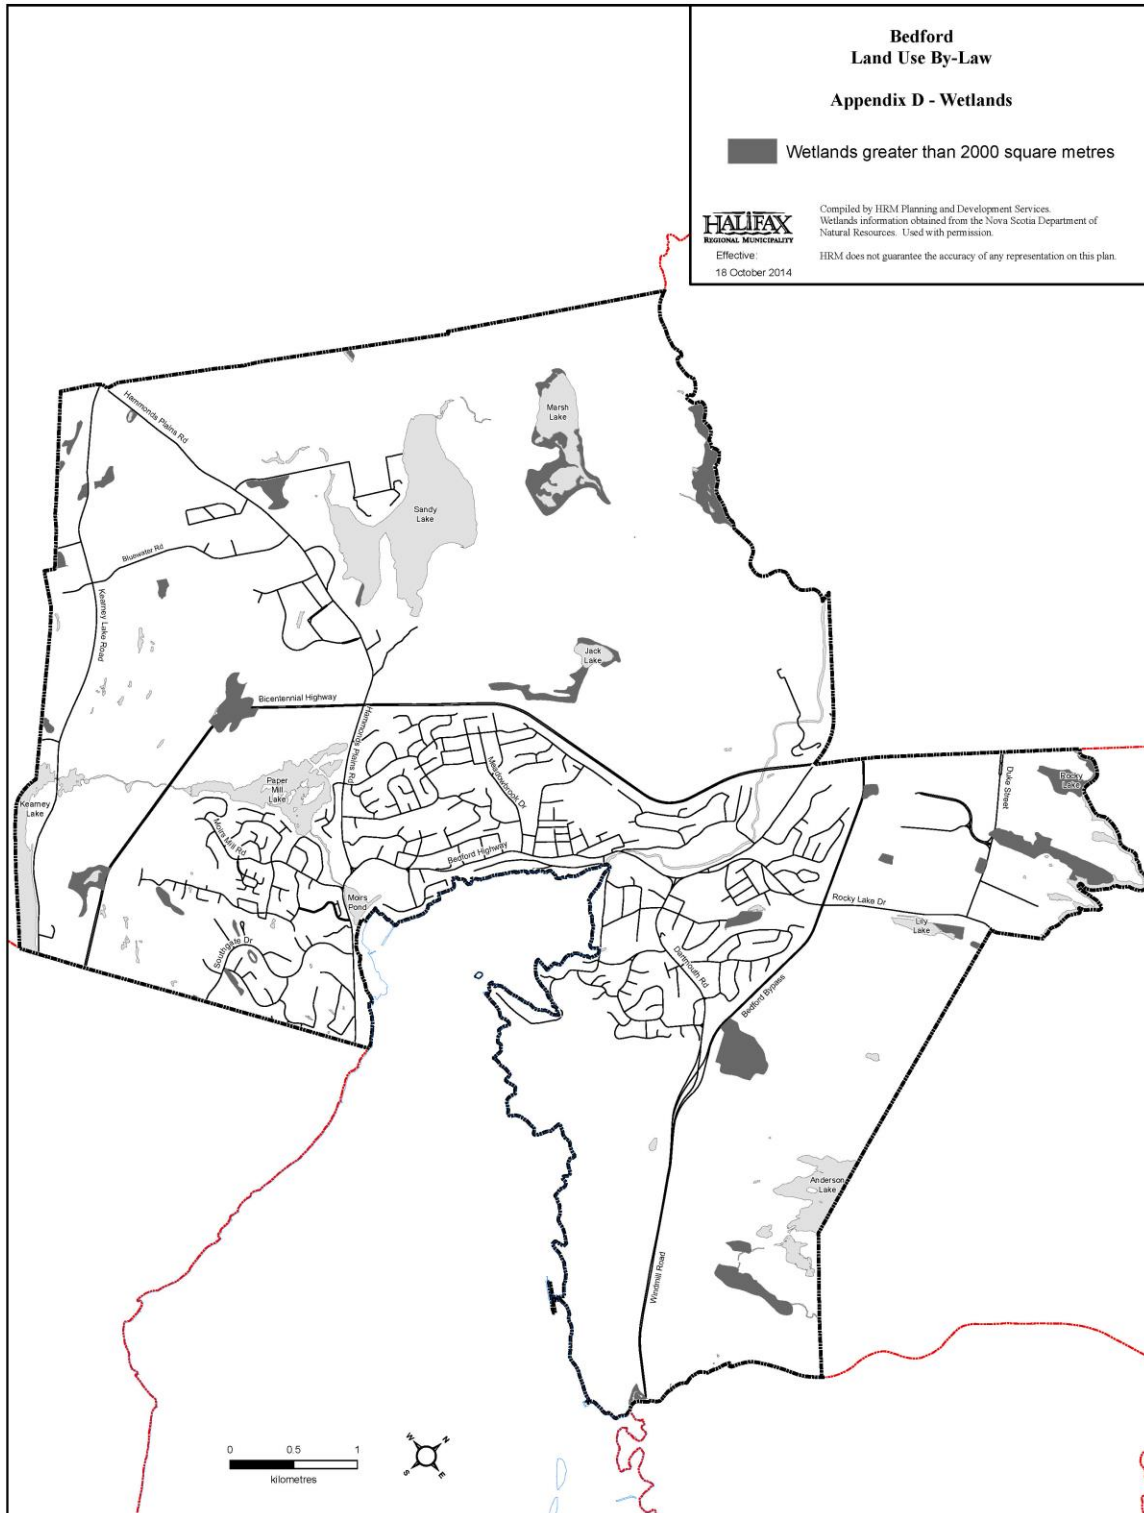 Bedford
Land Use By-Law
Appendix D - Wetlands
Wetlands greater than 2000 square metres
HALIFAX
REGIONAL MUNICIPALITY
Compiled by HRM Planning and Development Services.
Wetlands information obtained from the Nova Scotia Department of
Natural Resources. Used with permission.
Effective:
18 October 2014
HRM does not guarantee the accuracy of any representation on this plan.
Hammonds Plains Rd
Marsh
Lake
Sandy
Lake
Bluewater Rd
Kearney Lake Road
Jack
Lake
Bicentennial Highway
Hammonds Plains Rd
Meadowbrook Dr
Paper
Mill
Lake
Kearney
Lake
Moirs Mill Rd
Bedford Highway
Duke Street
Rocky
Lake
Moirs
Pond
Rocky Lake Dr
Lily
Lake
Southgate Dr
Dartmouth Rd
Bedford Bypass
Anderson
Lake
Windmill Road
W
N
S
E
0 0.5 1
kilometres